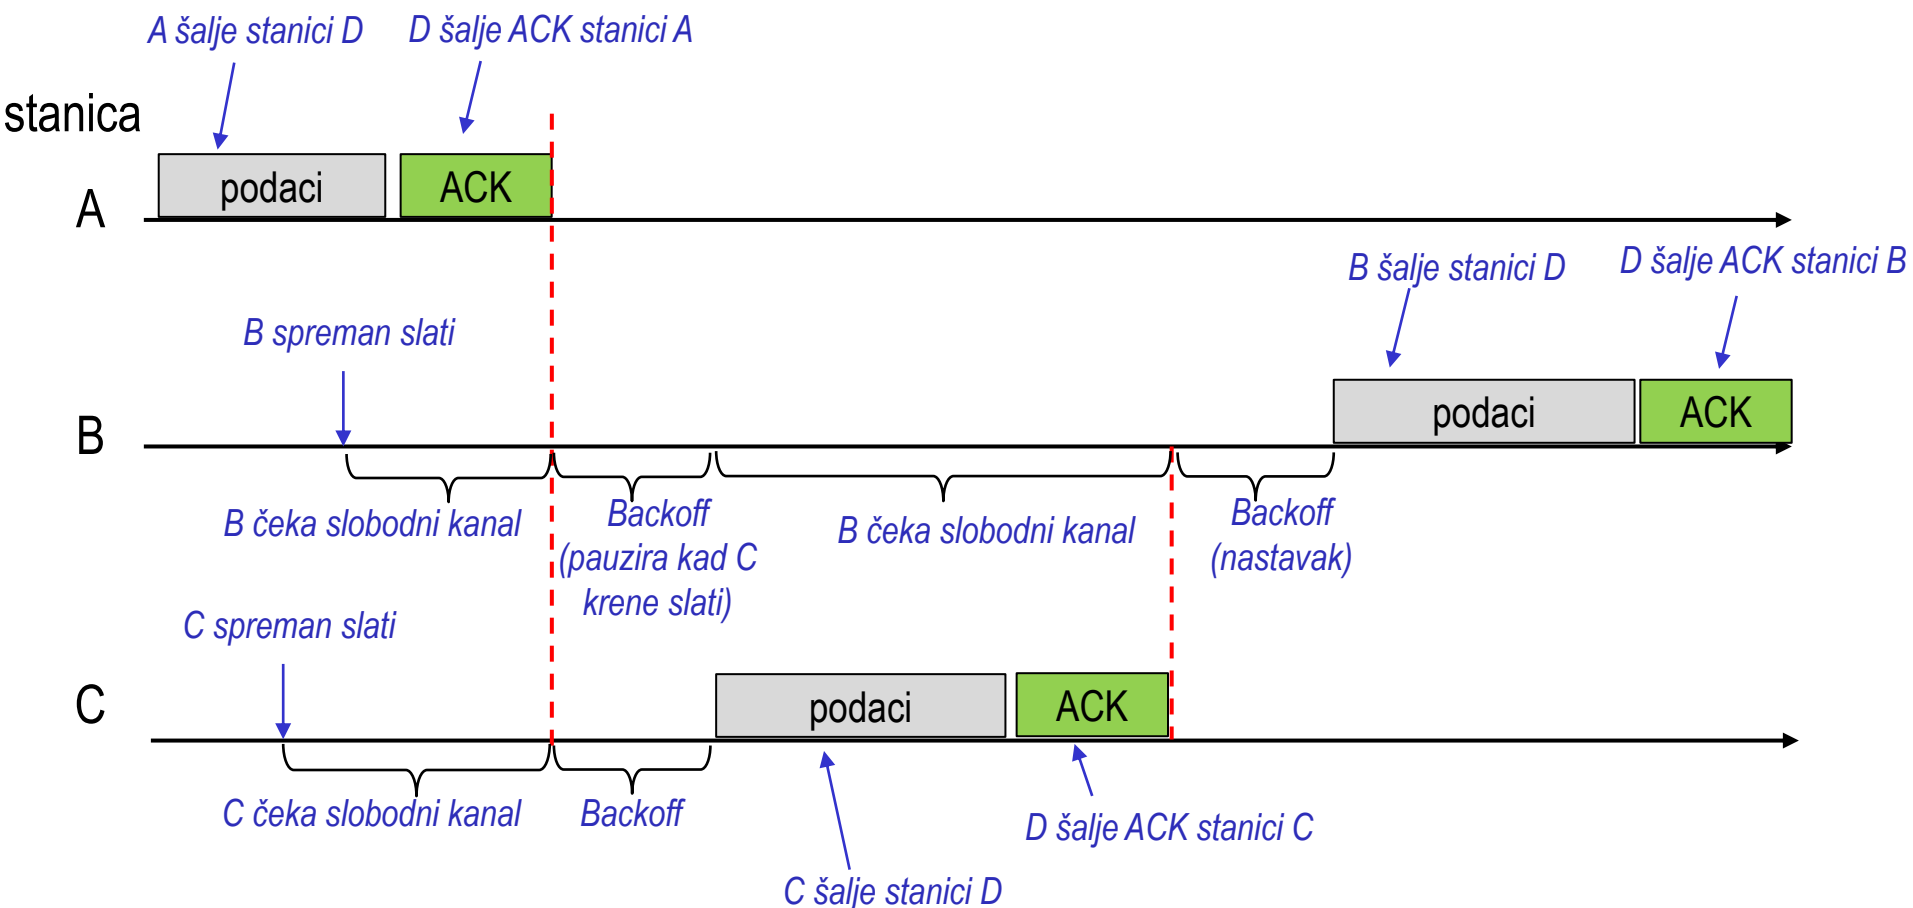 A šalje stanici D
D šalje ACK stanici A
stanica
podaci
ACK
A
B šalje stanici D
D šalje ACK stanici B
B spreman slati
podaci
ACK
B
B čeka slobodni kanal
Backoff
(pauzira kad C
krene slati)
B čeka slobodni kanal
Backoff
(nastavak)
C spreman slati
podaci
ACK
C
C čeka slobodni kanal
Backoff
D šalje ACK stanici C
C šalje stanici D